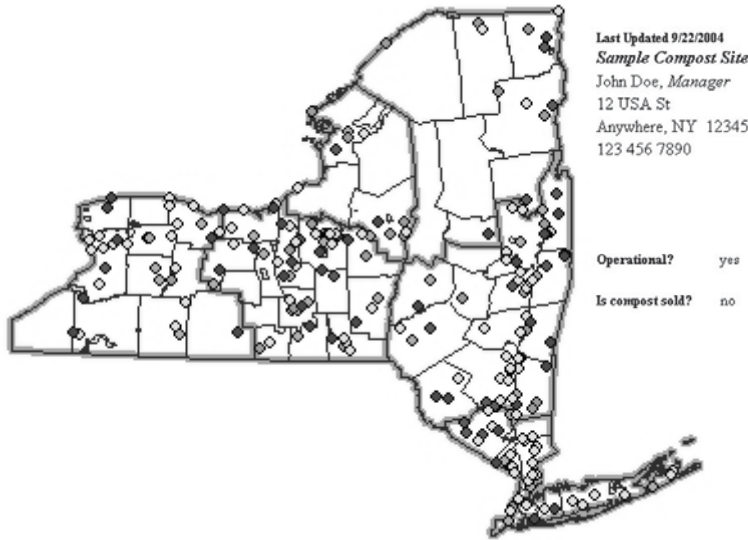 Last Updated 9/22/2004
Sample Compost Site
John Doe, Manager
12 USA St
Anywhere, NY 12345
123 456 7890
Operational? yes
Is compost sold? no